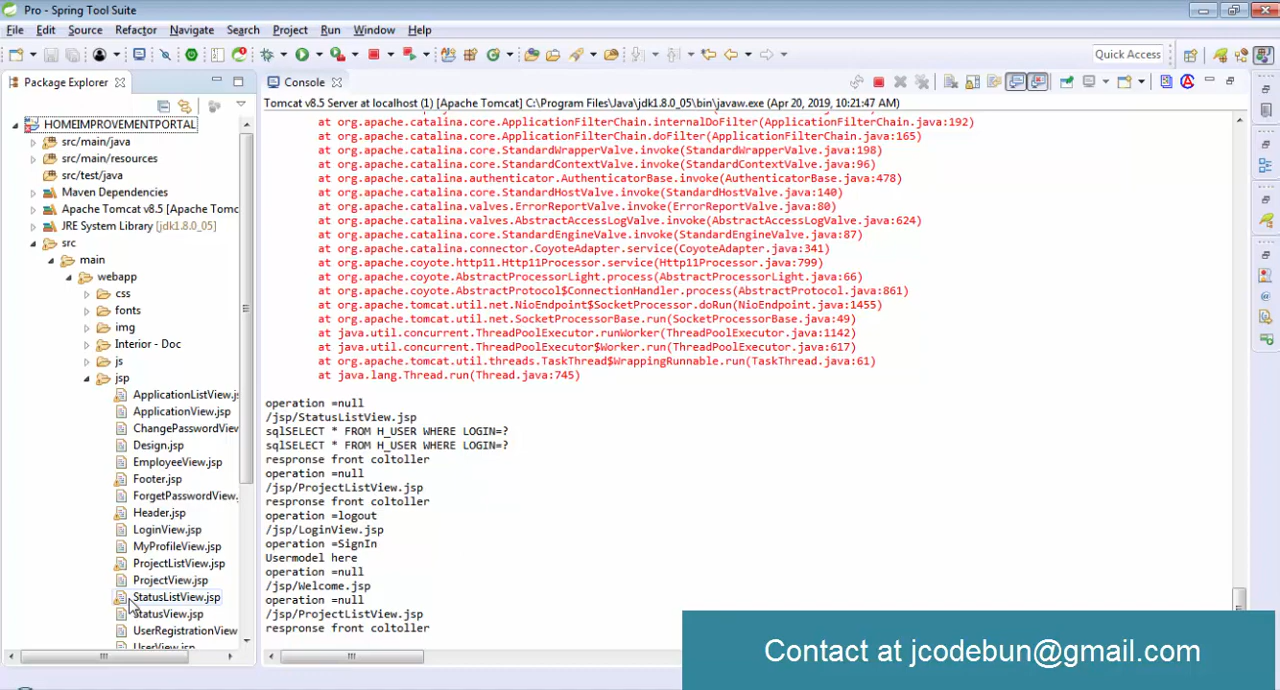 Pro - Spring Tool Suite
File Edit Source Refactor Navigate Search Project Run Window Help
Quick Access
Package Explorer
Console
Tomcat v8.5 Server at localhost (1) [Apache Tomcat] C:\Program Files\Java\jdk1.8.0_05\bin\javaw.exe (Apr 20, 2019, 10:21:47 AM)
HOMEIMPROVEMENTPORTAL
src/main/java
src/main/resources
src/test/java
Maven Dependencies
Apache Tomcat v8.5 [Apache Tomc
JRE System Library [jdk1.8.0_05]
src
main
webapp
css
fonts
img
Interior - Doc
js
jsp
ApplicationListView.j
ApplicationView.jsp
ChangePasswordView
Design.jsp
EmployeeView.jsp
Footer.jsp
ForgetPasswordView.
Header.jsp
LoginView.jsp
MyProfileView.jsp
ProjectListView.jsp
ProjectView.jsp
StatusListView.jsp
StatusView.jsp
UserRegistrationView
UserView.jsp
at org.apache.catalina.core.ApplicationFilterChain.internalDoFilter(ApplicationFilterChain.java:192)
at org.apache.catalina.core.ApplicationFilterChain.doFilter(ApplicationFilterChain.java:165)
at org.apache.catalina.core.StandardWrapperValve.invoke(StandardWrapperValve.java:198)
at org.apache.catalina.core.StandardContextValve.invoke(StandardContextValve.java:96)
at org.apache.catalina.authenticator.AuthenticatorBase.invoke(AuthenticatorBase.java:478)
at org.apache.catalina.core.StandardHostValve.invoke(StandardHostValve.java:140)
at org.apache.catalina.valves.ErrorReportValve.invoke(ErrorReportValve.java:80)
at org.apache.catalina.valves.AbstractAccessLogValve.invoke(AbstractAccessLogValve.java:624)
at org.apache.catalina.core.StandardEngineValve.invoke(StandardEngineValve.java:87)
at org.apache.catalina.connector.CoyoteAdapter.service(CoyoteAdapter.java:341)
at org.apache.coyote.http11.Http11Processor.service(Http11Processor.java:799)
at org.apache.coyote.AbstractProcessorLight.process(AbstractProcessorLight.java:66)
at org.apache.coyote.AbstractProtocol$ConnectionHandler.process(AbstractProtocol.java:861)
at org.apache.tomcat.util.net.NioEndpoint$SocketProcessor.doRun(NioEndpoint.java:1455)
at org.apache.tomcat.util.net.SocketProcessorBase.run(SocketProcessorBase.java:49)
at java.util.concurrent.ThreadPoolExecutor.runWorker(ThreadPoolExecutor.java:1142)
at java.util.concurrent.ThreadPoolExecutor$Worker.run(ThreadPoolExecutor.java:617)
at org.apache.tomcat.util.threads.TaskThread$WrappingRunnable.run(TaskThread.java:61)
at java.lang.Thread.run(Thread.java:745)
operation =null
/jsp/StatusListView.jsp
sqlSELECT * FROM H_USER WHERE LOGIN=?
sqlSELECT * FROM H_USER WHERE LOGIN=?
respronse front coltoller
operation =null
/jsp/ProjectListView.jsp
respronse front coltoller
operation =logout
/jsp/LoginView.jsp
operation =SignIn
Usermodel here
operation =null
/jsp/Welcome.jsp
operation =null
/jsp/ProjectListView.jsp
respronse front coltoller
Contact at jcodebun@gmail.com